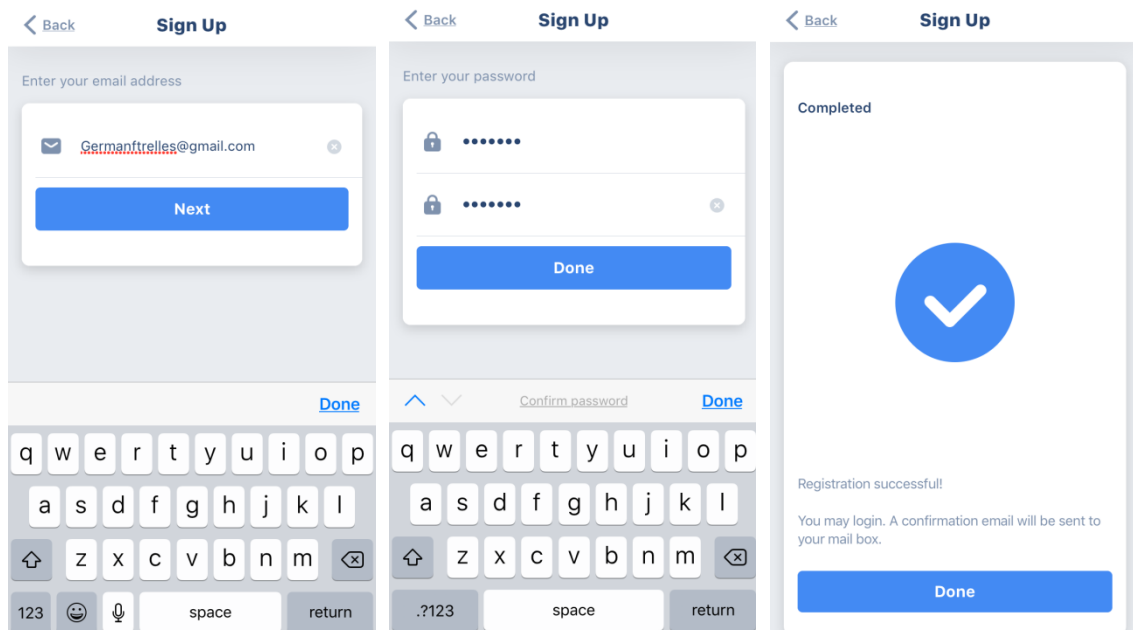 Back
Sign Up
Enter your email address
Germanftrelles@gmail.com
Next
Done
q w e r t y u i o p
a s d f g h j k l
z x c v b n m
123 space return
Back
Sign Up
Enter your password
•••••••
•••••••
Done
Confirm password Done
q w e r t y u i o p
a s d f g h j k l
z x c v b n m
.?123 space return
Back
Sign Up
Completed
Registration successful!
You may login. A confirmation email will be sent to
your mail box.
Done